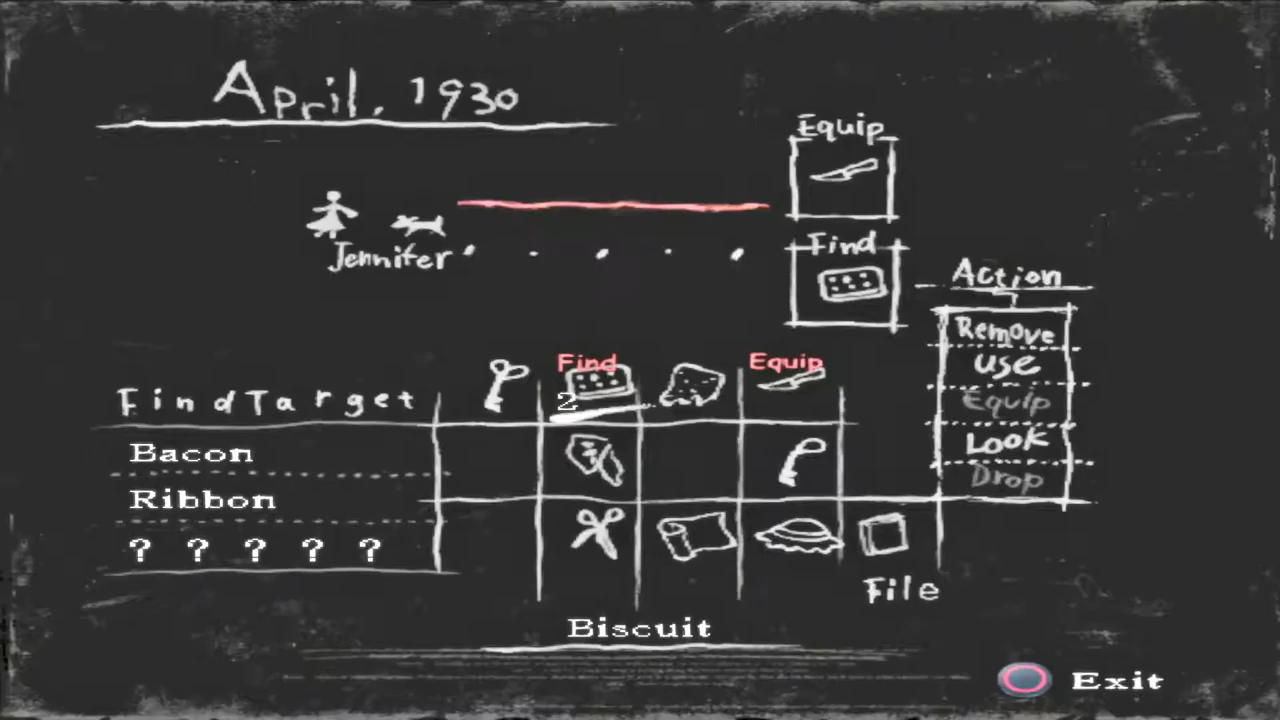 April. 1930
Equip
Find
Jennifer
Action
Remove
Use
Equip
Look
Drop
Find Equip
FindTarget
2
Bacon
Ribbon
? ? ? ? ?
File
Biscuit
Exit